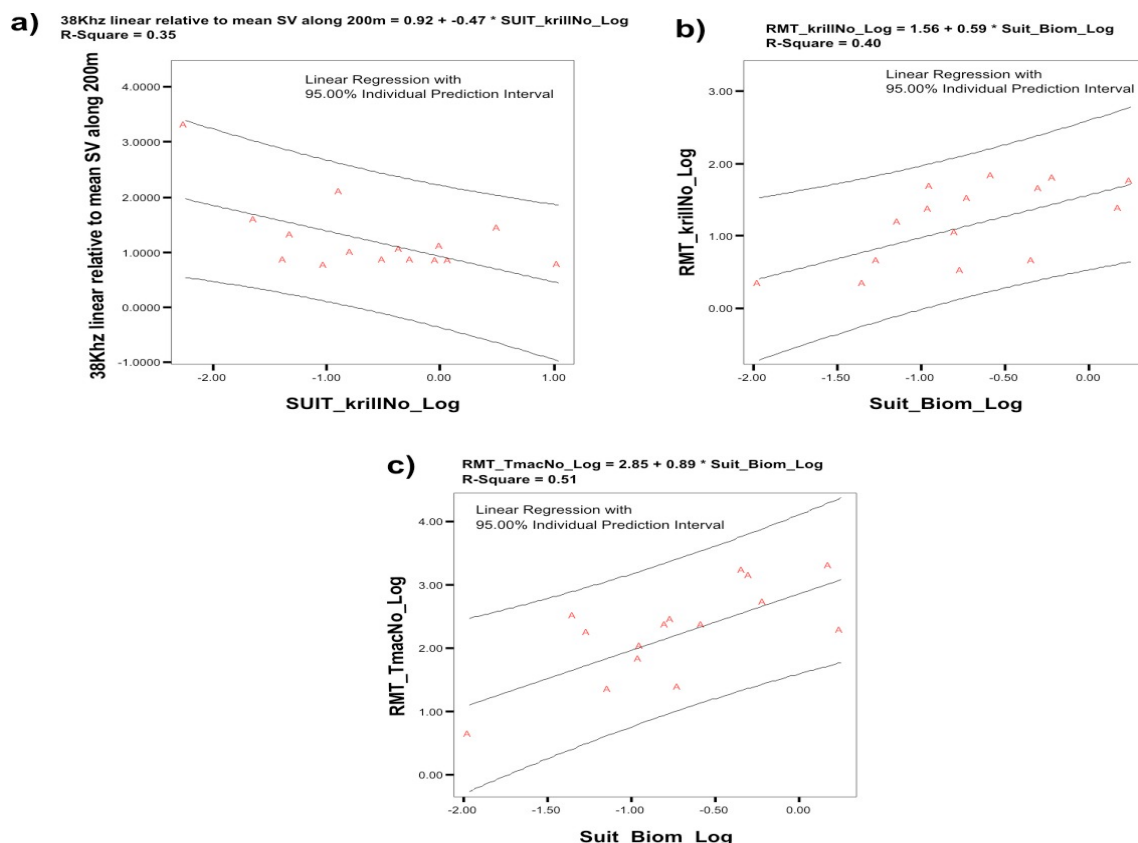 a)
38Khz linear relative to mean SV along 200m = 0.92 + -0.47 * SUIT_krillNo_Log
R-Square = 0.35
Linear Regression with
95.00% Individual Prediction Interval
38Khz linear relative to mean SV along 200m
4.0000
3.0000
2.0000
1.0000
0.0000
-1.0000
-2.00
-1.00
0.00
1.00
SUIT_krillNo_Log
b)
RMT_krillNo_Log = 1.56 + 0.59 * Suit_Biom_Log
R-Square = 0.40
Linear Regression with
95.00% Individual Prediction Interval
RMT_krillNo_Log
3.00
2.00
1.00
0.00
-2.00
-1.50
-1.00
-0.50
0.00
Suit_Biom_Log
c)
RMT_TmacNo_Log = 2.85 + 0.89 * Suit_Biom_Log
R-Square = 0.51
Linear Regression with
95.00% Individual Prediction Interval
RMT_TmacNo_Log
4.00
3.00
2.00
1.00
0.00
-2.00
-1.50
-1.00
-0.50
0.00
Suit_Biom_Log